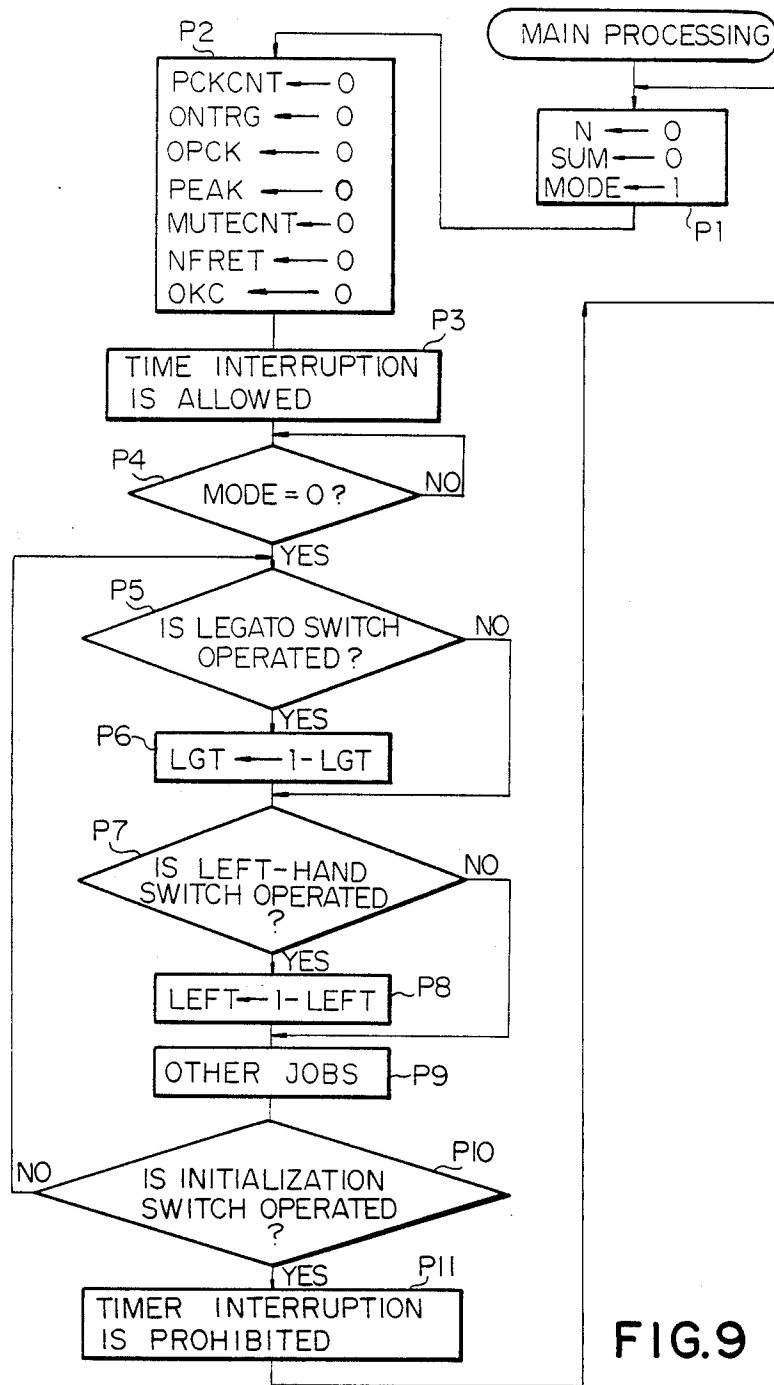 MAIN PROCESSING
N ← 0
SUM ← 0
MODE ← 1
P1
P2
PCKCNT ← 0
ONTRG ← 0
OPCK ← 0
PEAK ← 0
MUTECNT ← 0
NFRET ← 0
OKC ← 0
P3
TIME INTERRUPTION
IS ALLOWED
P4
MODE = 0 ?
NO
YES
P5
IS LEGATO SWITCH
OPERATED ?
NO
YES
P6
LGT ← 1 - LGT
P7
IS LEFT-HAND
SWITCH OPERATED
?
NO
YES
LEFT ← 1 - LEFT
P8
OTHER JOBS
P9
NO
P10
IS INITIALIZATION
SWITCH OPERATED
?
YES
P11
TIMER INTERRUPTION
IS PROHIBITED
FIG.9